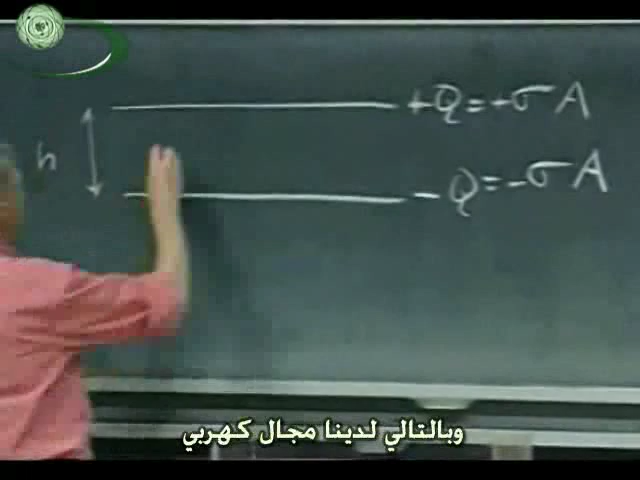 +Q = +σA
h
-Q = -σA
وبالتالي لدينا مجال كهربي